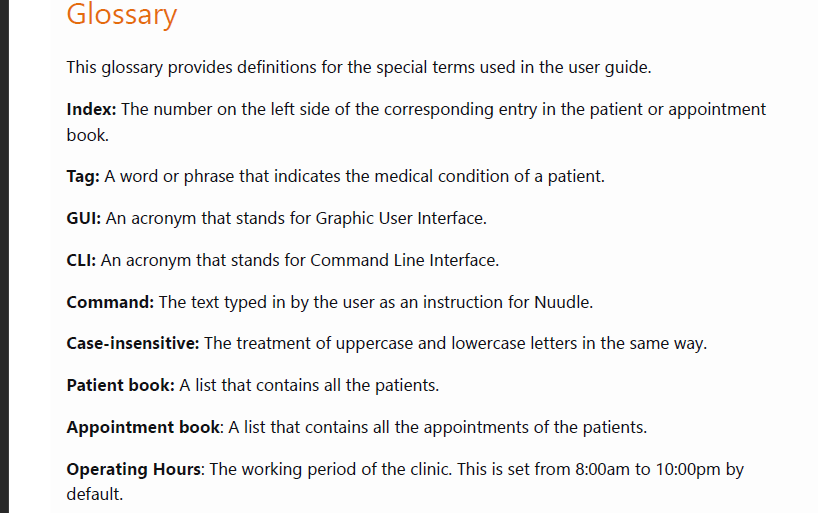 Glossary
This glossary provides definitions for the special terms used in the user guide.
Index: The number on the left side of the corresponding entry in the patient or appointment
book.
Tag: A word or phrase that indicates the medical condition of a patient.
GUI: An acronym that stands for Graphic User Interface.
CLI: An acronym that stands for Command Line Interface.
Command: The text typed in by the user as an instruction for Nuudle.
Case-insensitive: The treatment of uppercase and lowercase letters in the same way.
Patient book: A list that contains all the patients.
Appointment book: A list that contains all the appointments of the patients.
Operating Hours: The working period of the clinic. This is set from 8:00am to 10:00pm by
default.